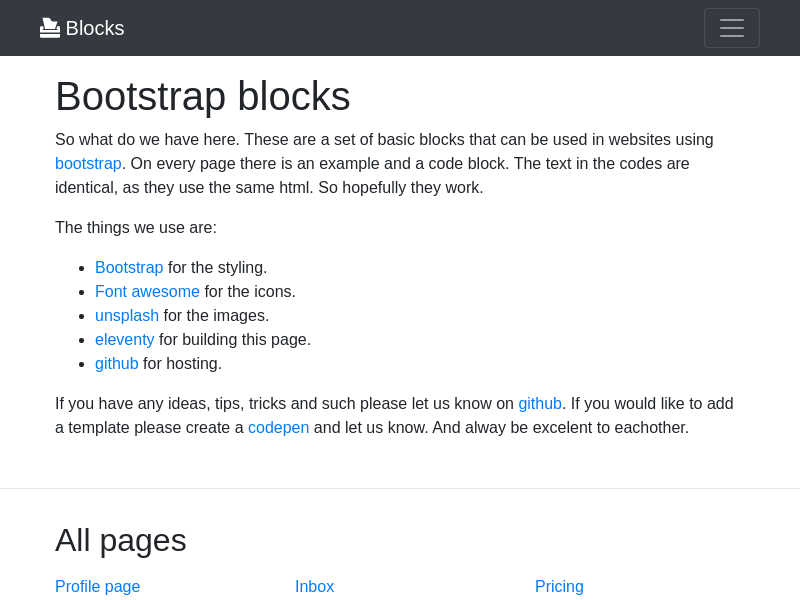 Blocks
Bootstrap blocks
So what do we have here. These are a set of basic blocks that can be used in websites using
bootstrap. On every page there is an example and a code block. The text in the codes are
identical, as they use the same html. So hopefully they work.
The things we use are:
Bootstrap for the styling.
Font awesome for the icons.
unsplash for the images.
eleventy for building this page.
github for hosting.
If you have any ideas, tips, tricks and such please let us know on github. If you would like to add
a template please create a codepen and let us know. And alway be excelent to eachother.
All pages
Profile page Inbox Pricing